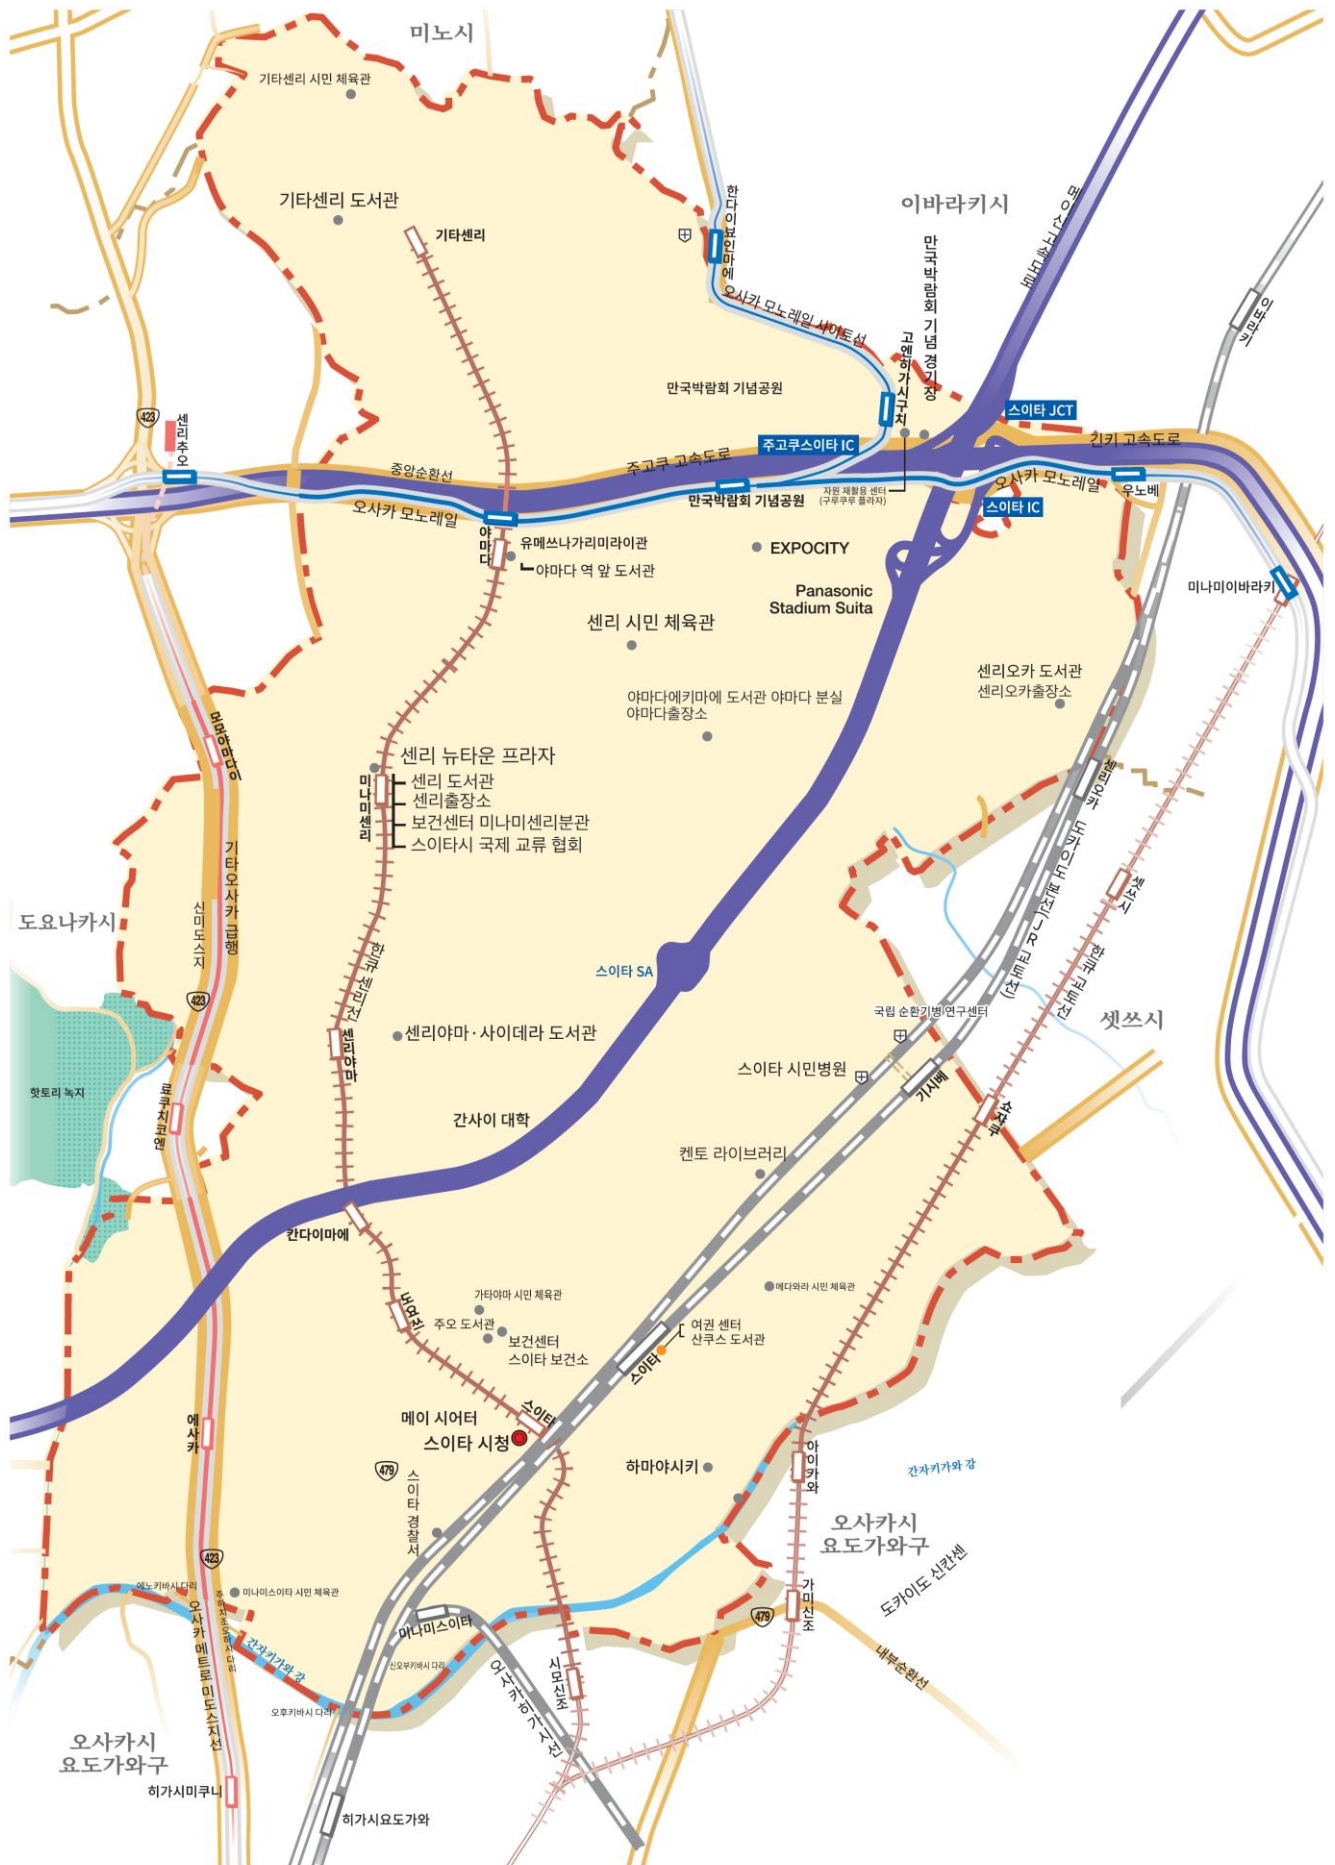 미노시
기타센리 시민 체육관
기타센리 도서관
기타센리
한다이뵤인마에
이바라키시
메이신 고속도로
만국박람회 기념 경기장
오사카 모노레일 사이토선
고엔히가시구치
이바라키
만국박람회 기념공원
423
센리추오
스이타 JCT
주고쿠스이타 IC
긴키 고속도로
중앙순환선
주고쿠 고속도로
만국박람회 기념공원
자원 재활용 센터
(구루쿠루 플라자)
오사카 모노레일
우노베
오사카 모노레일
스이타 IC
야마다
유메쓰나가리미라이관
야마다 역 앞 도서관
EXPOCITY
Panasonic
Stadium Suita
미나미이바라키
센리 시민 체육관
센리오카 도서관
센리오카출장소
야마다에키마에 도서관 야마다 분실
야마다출장소
모모야마다이
센리 뉴타운 프라자
미나미센리
센리 도서관
센리출장소
보건센터 미나미센리분관
스이타시 국제 교류 협회
센리오카
도카이도 본선(JR 교토선)
셋쓰시
기타오사카 급행
신미도스지
도요나카시
한큐 센리선
스이타 SA
한큐 교토선
423
국립 순환기병 연구센터
셋쓰시
센리야마
센리야마·사이데라 도서관
스이타 시민병원
기시베
핫토리 녹지
료쿠치코엔
간사이 대학
쇼자쿠
켄토 라이브러리
칸다이마에
가타야마 시민 체육관
메다와라 시민 체육관
도요쓰
주오 도서관
보건센터
스이타 보건소
여권 센터
산쿠스 도서관
스이타
에사카
메이 시어터
스이타
스이타 시청
479
스이타 경찰서
하마야시키
아이카와
간자키가와 강
오사카시
요도가와구
423
도카이도 신칸센
에노키바시 다리
미나미스이타 시민 체육관
가미신조
479
오사카 메트로 미도스지선
간자키가와 강
미나미스이타
신오부키바시 다리
시모신조
오사카히가시선
내부순환선
오후키바시 다리
오사카시
요도가와구
히가시미쿠니
히가시요도가와